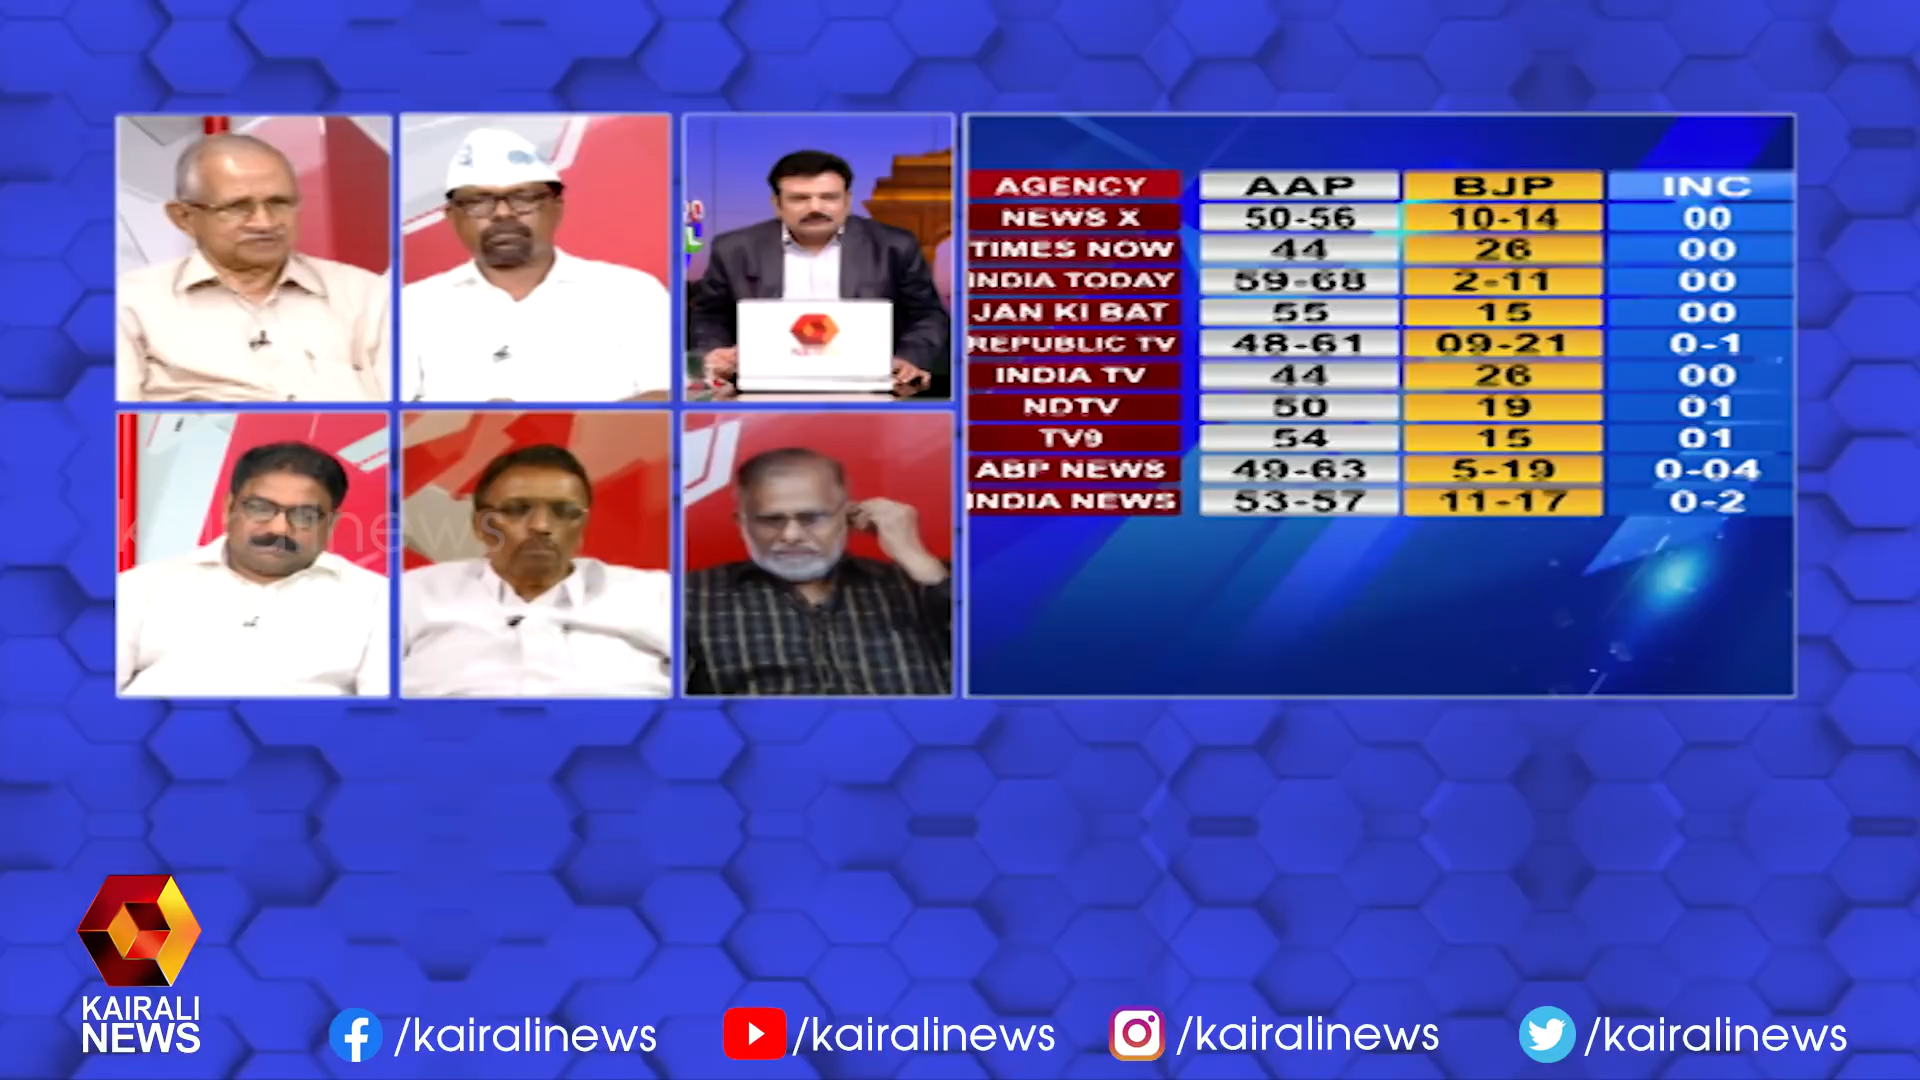 AGENCY AAP BJP INC
NEWS X 50-56 10-14 00
TIMES NOW 44 26 00
INDIA TODAY 59-68 2-11 00
JAN KI BAT 55 15 00
REPUBLIC TV 48-61 09-21 0-1
INDIA TV 44 26 00
NDTV 50 19 01
TV9 54 15 01
ABP NEWS 49-63 5-19 0-04
INDIA NEWS 53-57 11-17 0-2
kairalinews
KAIRALI
NEWS
/kairalinews /kairalinews /kairalinews /kairalinews